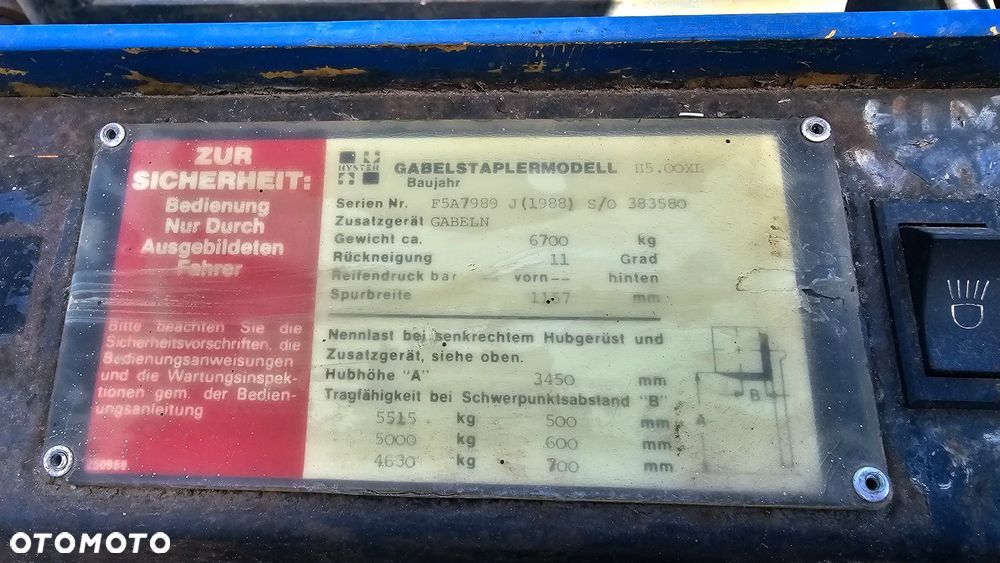 ZUR
SICHERHEIT:
Bedienung
Nur Durch
Ausgebildeten
Fahrer
Bitte beachten Sie die
Sicherheitsvorschriften, die
Bedienungsanweisungen
und die Wartungsinspek-
tionen gem. der Bedien-
ungsanleitung
HYSTER
GABELSTAPLERMODELL H5.00XL
Baujahr
Serien Nr. F5A7989 J(1988) S/O 383580
Zusatzgerät GABELN
Gewicht ca. 6700 kg
Rückneigung 11 Grad
Reifendruck bar -- vorn -- hinten
Spurbreite 1157 mm
Nennlast bei senkrechtem Hubgerüst und
Zusatzgerät, siehe oben.
Hubhöhe "A" 3450 mm
Tragfähigkeit bei Schwerpunktsabstand "B"
5515 kg 500 mm
5000 kg 600 mm
4630 kg 700 mm
B
A
OTOMOTO